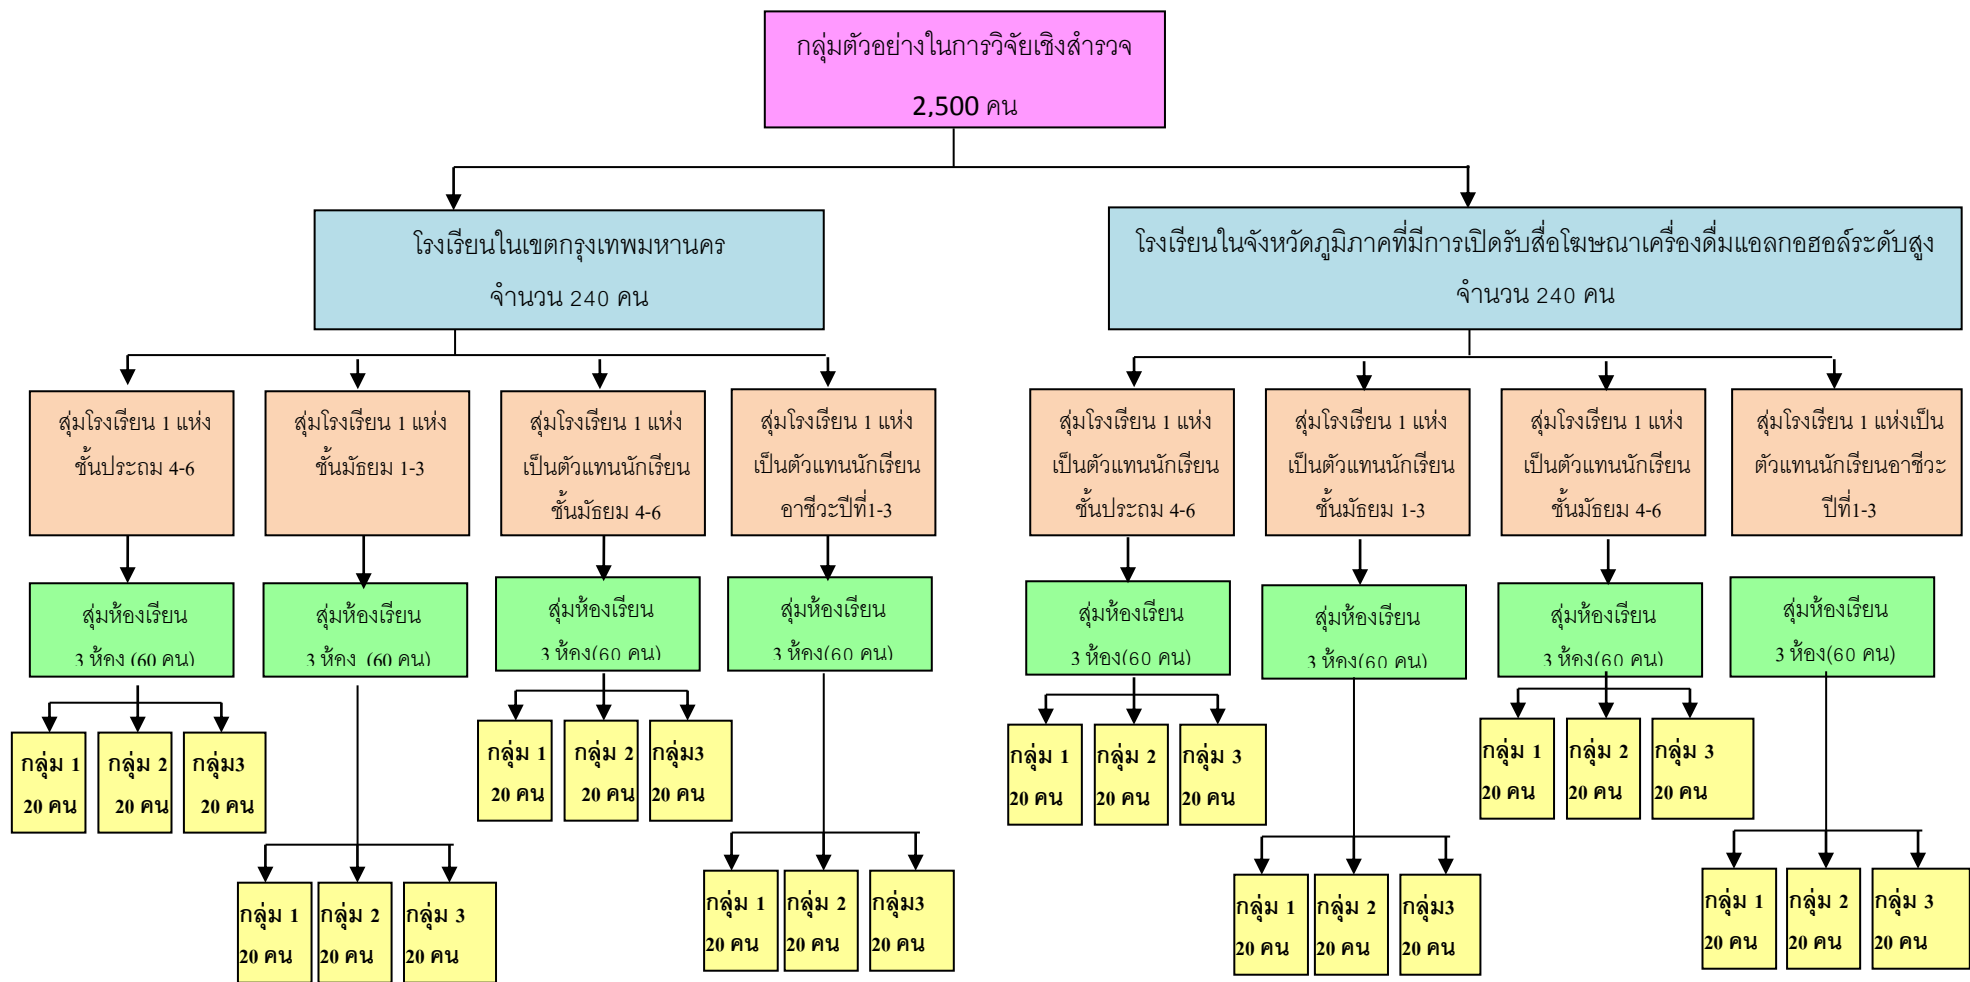 กลุ่มตัวอย่างในการวิจัยเชิงสำรวจ
2,500 คน
โรงเรียนในเขตกรุงเทพมหานคร
จำนวน 240 คน
โรงเรียนในจังหวัดภูมิภาคที่มีการเปิดรับสื่อโฆษณาเครื่องดื่มแอลกอฮอล์ระดับสูง
จำนวน 240 คน
สุ่มโรงเรียน 1 แห่ง
ชั้นประถม 4-6
สุ่มโรงเรียน 1 แห่ง
ชั้นมัธยม 1-3
สุ่มโรงเรียน 1 แห่ง
เป็นตัวแทนนักเรียน
ชั้นมัธยม 4-6
สุ่มโรงเรียน 1 แห่ง
เป็นตัวแทนนักเรียน
อาชีวะปีที่1-3
สุ่มโรงเรียน 1 แห่ง
เป็นตัวแทนนักเรียน
ชั้นประถม 4-6
สุ่มโรงเรียน 1 แห่ง
เป็นตัวแทนนักเรียน
ชั้นมัธยม 1-3
สุ่มโรงเรียน 1 แห่ง
เป็นตัวแทนนักเรียน
ชั้นมัธยม 4-6
สุ่มโรงเรียน 1 แห่งเป็น
ตัวแทนนักเรียนอาชีวะ
ปีที่1-3
สุ่มห้องเรียน
3 ห้อง (60 คน)
สุ่มห้องเรียน
3 ห้อง (60 คน)
สุ่มห้องเรียน
3 ห้อง(60 คน)
สุ่มห้องเรียน
3 ห้อง(60 คน)
สุ่มห้องเรียน
3 ห้อง(60 คน)
สุ่มห้องเรียน
3 ห้อง(60 คน)
สุ่มห้องเรียน
3 ห้อง(60 คน)
สุ่มห้องเรียน
3 ห้อง(60 คน)
กลุ่ม 1
20 คน
กลุ่ม 2
20 คน
กลุ่ม3
20 คน
กลุ่ม 1
20 คน
กลุ่ม 2
20 คน
กลุ่ม 3
20 คน
กลุ่ม 1
20 คน
กลุ่ม 2
20 คน
กลุ่ม3
20 คน
กลุ่ม 1
20 คน
กลุ่ม 2
20 คน
กลุ่ม3
20 คน
กลุ่ม 1
20 คน
กลุ่ม 2
20 คน
กลุ่ม 3
20 คน
กลุ่ม 1
20 คน
กลุ่ม 2
20 คน
กลุ่ม3
20 คน
กลุ่ม 1
20 คน
กลุ่ม 2
20 คน
กลุ่ม 3
20 คน
กลุ่ม 1
20 คน
กลุ่ม 2
20 คน
กลุ่ม 3
20 คน